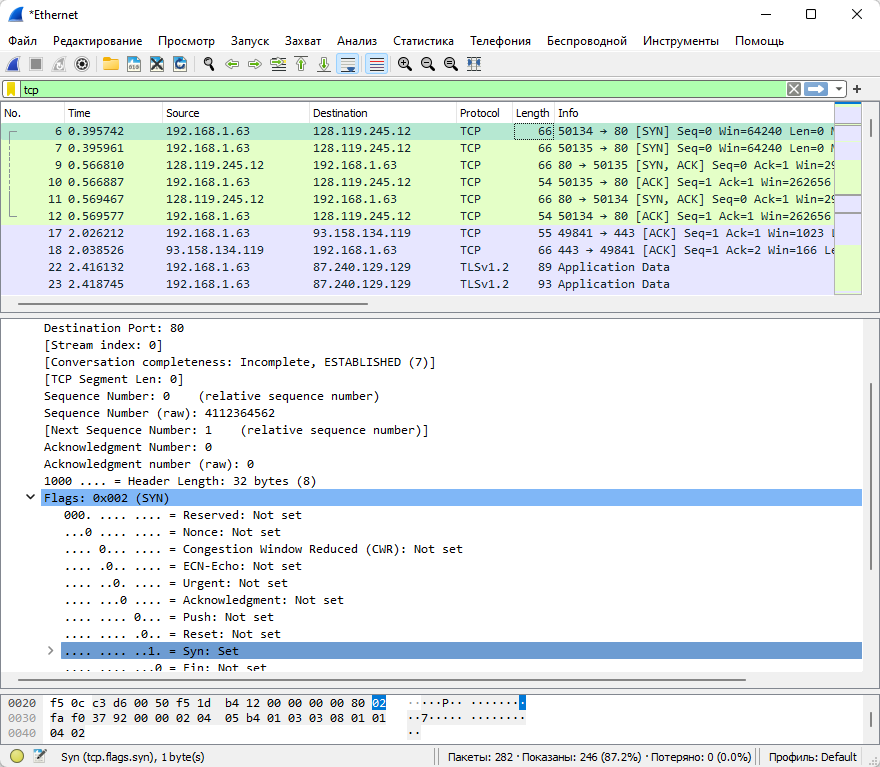 *Ethernet
Файл Редактирование Просмотр Запуск Захват Анализ Статистика Телефония Беспроводной Инструменты Помощь
tcp
No. Time Source Destination Protocol Length Info
6 0.395742 192.168.1.63 128.119.245.12 TCP 66 50134 → 80 [SYN] Seq=0 Win=64240 Len=0
7 0.395961 192.168.1.63 128.119.245.12 TCP 66 50135 → 80 [SYN] Seq=0 Win=64240 Len=0
9 0.566810 128.119.245.12 192.168.1.63 TCP 66 80 → 50135 [SYN, ACK] Seq=0 Ack=1 Win=29
10 0.566887 192.168.1.63 128.119.245.12 TCP 54 50135 → 80 [ACK] Seq=1 Ack=1 Win=262656
11 0.569467 128.119.245.12 192.168.1.63 TCP 66 80 → 50134 [SYN, ACK] Seq=0 Ack=1 Win=29
12 0.569577 192.168.1.63 128.119.245.12 TCP 54 50134 → 80 [ACK] Seq=1 Ack=1 Win=262656
17 2.026212 192.168.1.63 93.158.134.119 TCP 55 49841 → 443 [ACK] Seq=1 Ack=1 Win=1023 L
18 2.038526 93.158.134.119 192.168.1.63 TCP 66 443 → 49841 [ACK] Seq=1 Ack=2 Win=166 Le
22 2.416132 192.168.1.63 87.240.129.129 TLSv1.2 89 Application Data
23 2.418745 192.168.1.63 87.240.129.129 TLSv1.2 93 Application Data
Destination Port: 80
[Stream index: 0]
[Conversation completeness: Incomplete, ESTABLISHED (7)]
[TCP Segment Len: 0]
Sequence Number: 0 (relative sequence number)
Sequence Number (raw): 4112364562
[Next Sequence Number: 1 (relative sequence number)]
Acknowledgment Number: 0
Acknowledgment number (raw): 0
1000 .... = Header Length: 32 bytes (8)
Flags: 0x002 (SYN)
000. .... .... = Reserved: Not set
...0 .... .... = Nonce: Not set
.... 0... .... = Congestion Window Reduced (CWR): Not set
.... .0.. .... = ECN-Echo: Not set
.... ..0. .... = Urgent: Not set
.... ...0 .... = Acknowledgment: Not set
.... .... 0... = Push: Not set
.... .... .0.. = Reset: Not set
.... .... ..1. = Syn: Set
.... .... ...0 = Fin: Not set
0020 f5 0c c3 d6 00 50 f5 1d b4 12 00 00 00 00 80 02 ·····P·· ········
0030 fa f0 37 92 00 00 02 04 05 b4 01 03 03 08 01 01 ··7····· ········
0040 04 02 ··
Syn (tcp.flags.syn), 1 byte(s) Пакеты: 282 · Показаны: 246 (87.2%) · Потеряно: 0 (0.0%) Профиль: Default